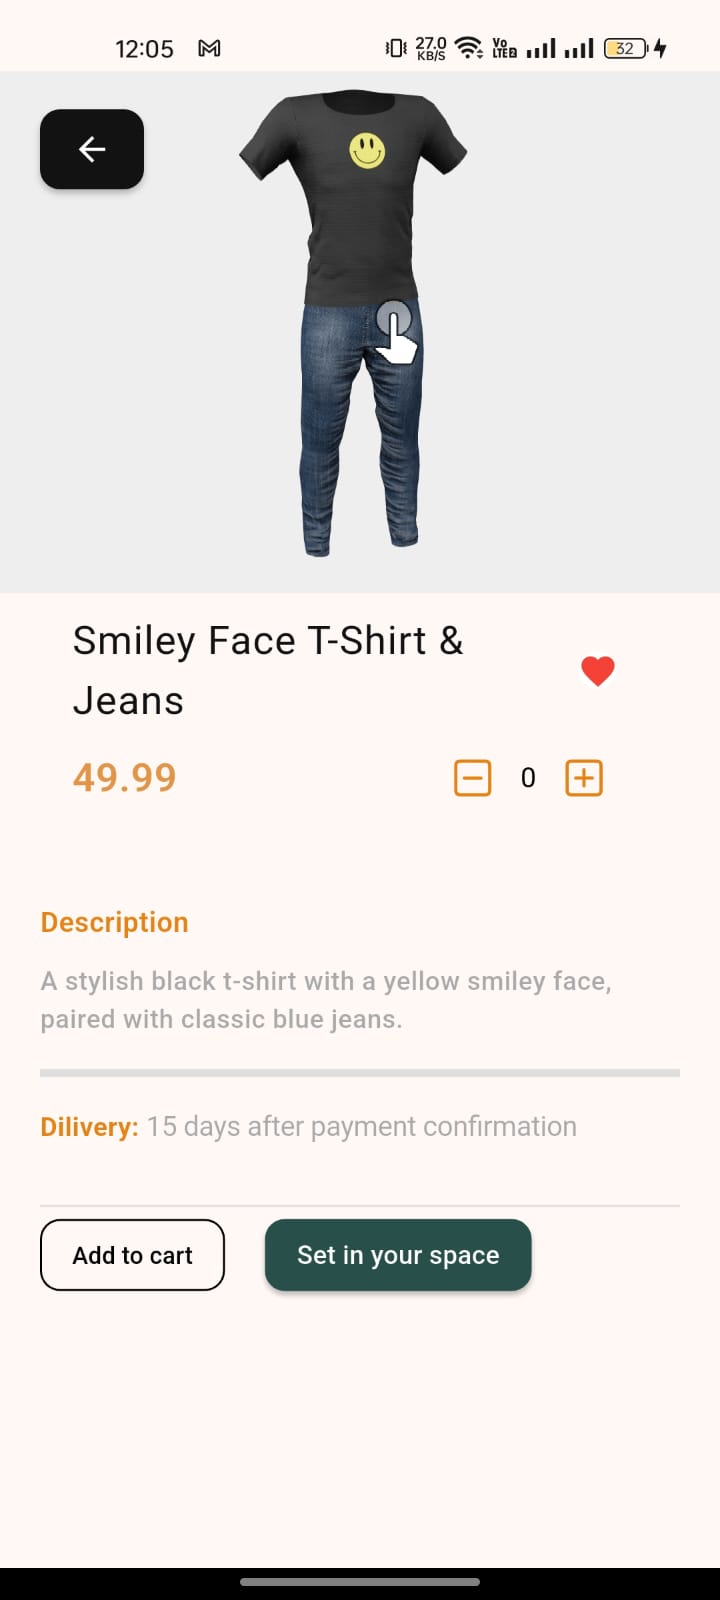 12:05 27.0 KB/S Vo LTE2 32
Smiley Face T-Shirt &
Jeans
49.99 0
Description
A stylish black t-shirt with a yellow smiley face,
paired with classic blue jeans.
Dilivery: 15 days after payment confirmation
Add to cart Set in your space